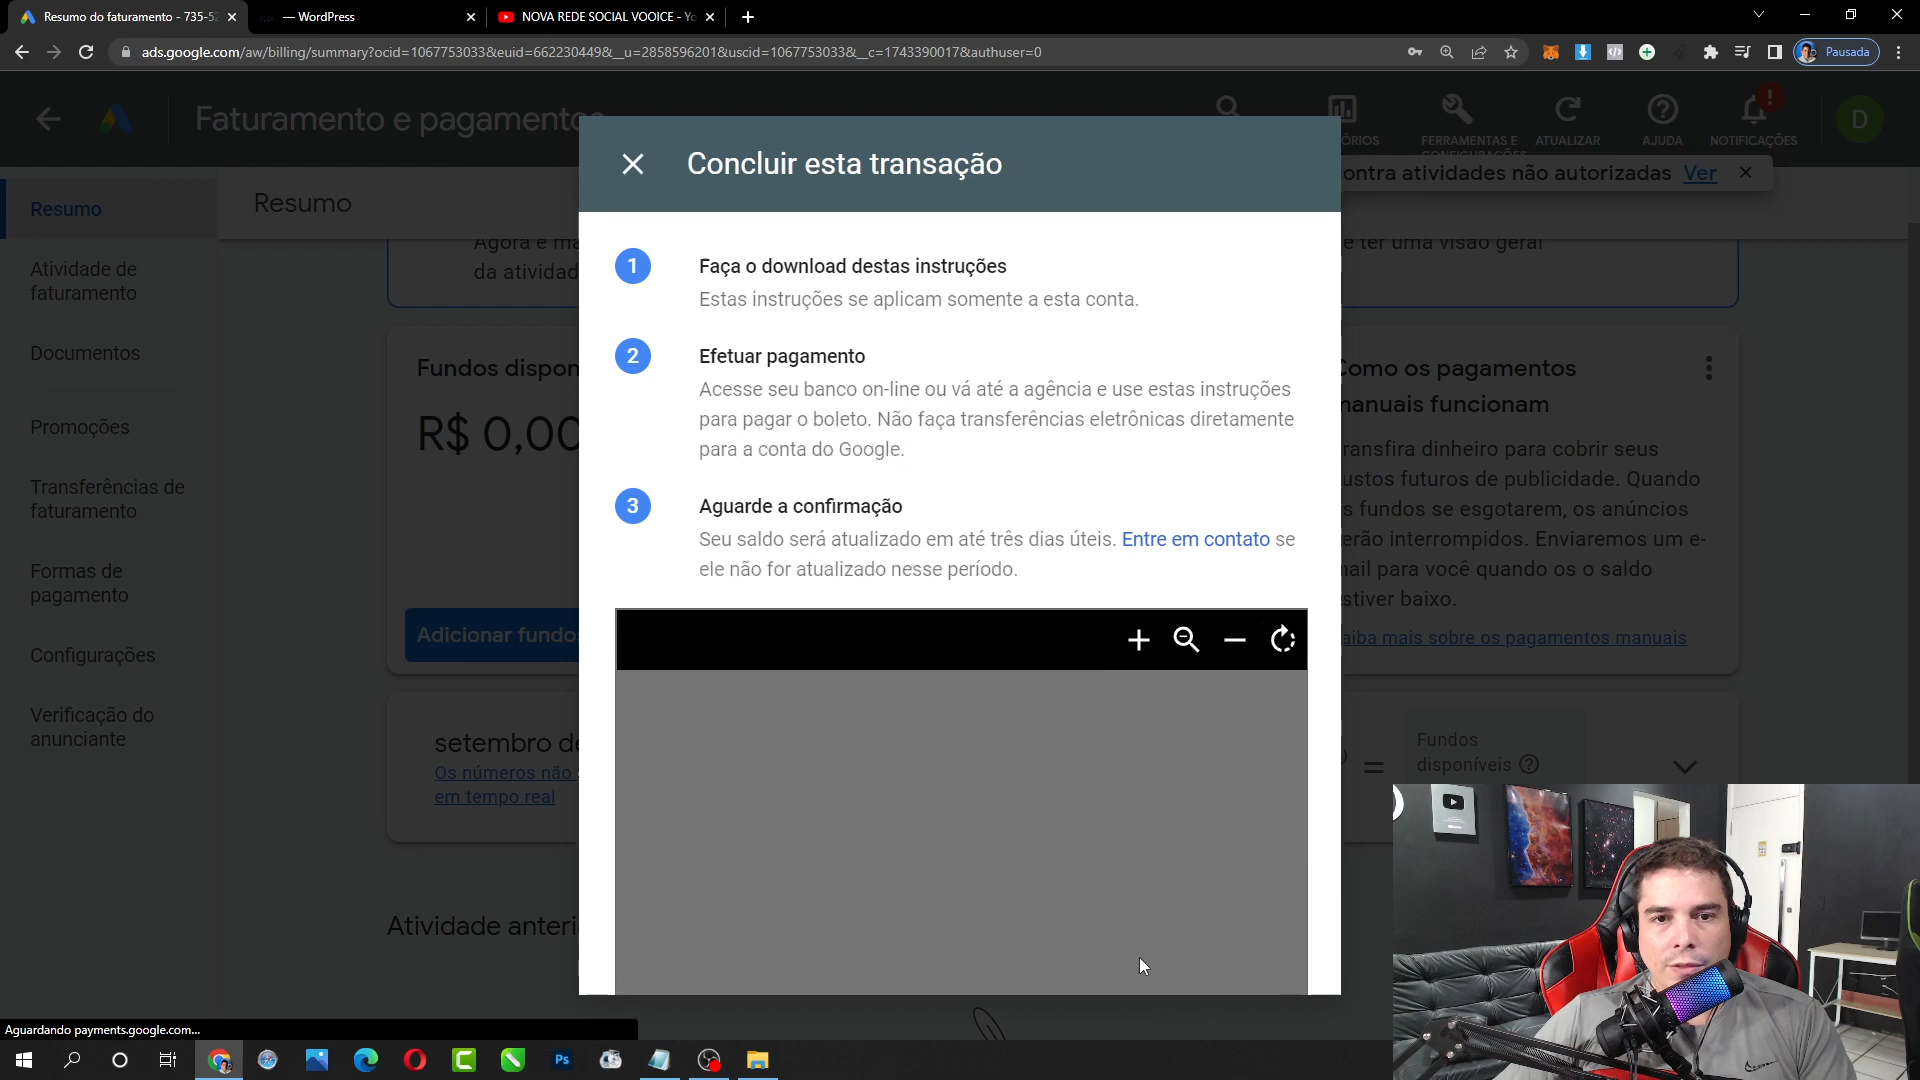 Resumo do faturamento - 735-52
— WordPress
NOVA REDE SOCIAL VOOICE - Yo
ads.google.com/aw/billing/summary?ocid=1067753033&euid=662230449&__u=2858596201&uscid=1067753033&__c=1743390017&authuser=0
Pausada
Faturamento e pagamentos
ÓRIOS
FERRAMENTAS E
CONFIGURAÇÕES
ATUALIZAR
AJUDA
NOTIFICAÇÕES
D
Concluir esta transação
ontra atividades não autorizadas Ver
Resumo
Resumo
Atividade de
faturamento
Documentos
Promoções
Transferências de
faturamento
Formas de
pagamento
Configurações
Verificação do
anunciante
Agora é ma
da atividad
e ter uma visão geral
Fundos dispon
R$ 0,00
Adicionar fundos
setembro de
Os números não
em tempo real
Atividade anteri
1
Faça o download destas instruções
Estas instruções se aplicam somente a esta conta.
2
Efetuar pagamento
Acesse seu banco on-line ou vá até a agência e use estas instruções
para pagar o boleto. Não faça transferências eletrônicas diretamente
para a conta do Google.
3
Aguarde a confirmação
Seu saldo será atualizado em até três dias úteis. Entre em contato se
ele não for atualizado nesse período.
Como os pagamentos
manuais funcionam
ransfira dinheiro para cobrir seus
ustos futuros de publicidade. Quando
s fundos se esgotarem, os anúncios
erão interrompidos. Enviaremos um e-
mail para você quando os o saldo
stiver baixo.
aiba mais sobre os pagamentos manuais
=
Fundos
disponíveis
Aguardando payments.google.com...
Ps